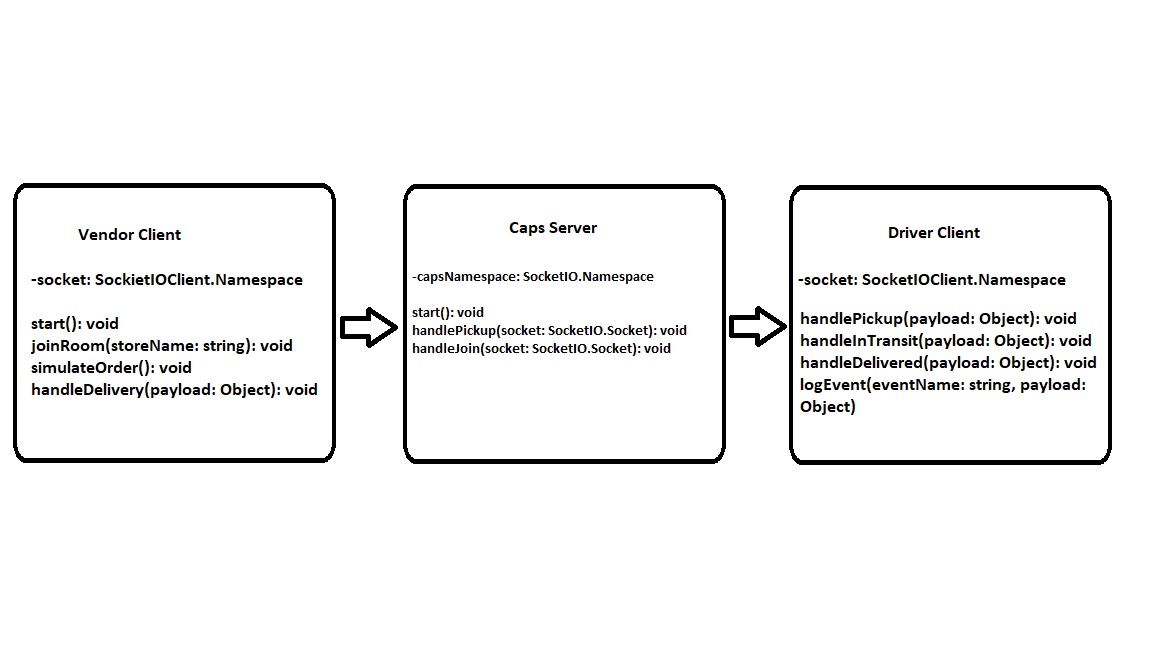 Vendor Client
-socket: SockietIOClient.Namespace
start(): void
joinRoom(storeName: string): void
simulateOrder(): void
handleDelivery(payload: Object): void
Caps Server
-capsNamespace: SocketIO.Namespace
start(): void
handlePickup(socket: SocketIO.Socket): void
handleJoin(socket: SocketIO.Socket): void
Driver Client
-socket: SocketIOClient.Namespace
handlePickup(payload: Object): void
handleInTransit(payload: Object): void
handleDelivered(payload: Object): void
logEvent(eventName: string, payload:
Object)